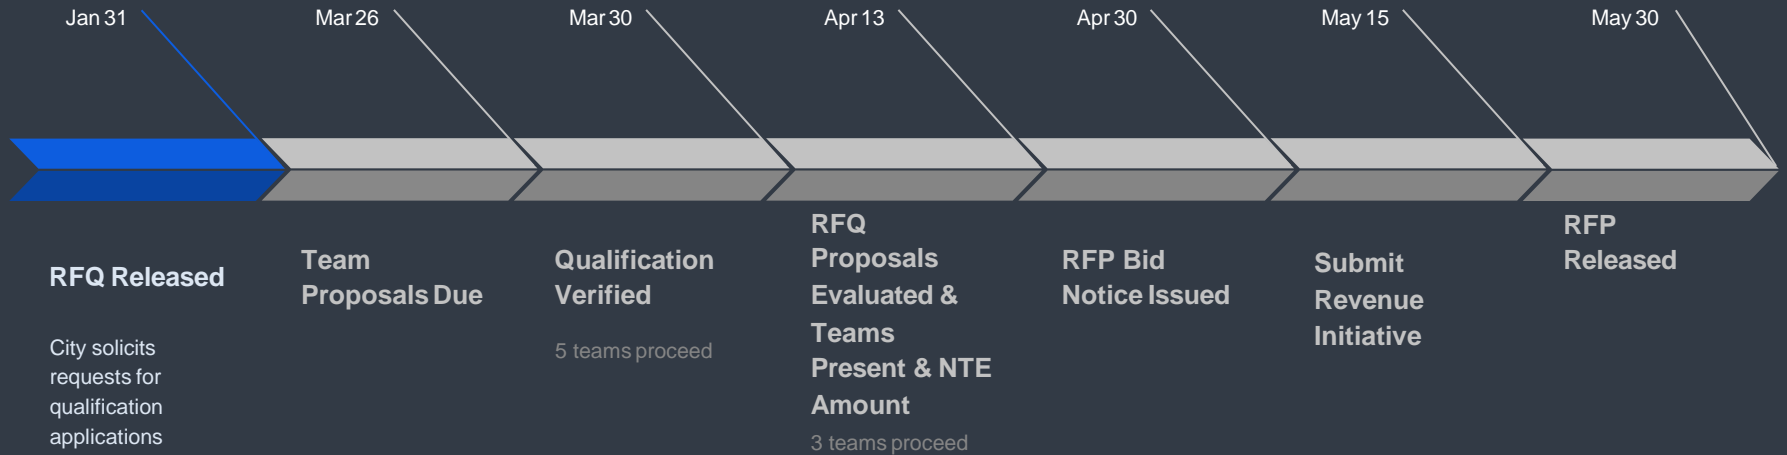 Jan 31
Mar 26
Mar 30
Apr 13
Apr 30
May 15
May 30
RFQ Released
City solicits
requests for
qualification
applications
Team
Proposals Due
Qualification
Verified
5 teams proceed
RFQ
Proposals
Evaluated &
Teams
Present & NTE
Amount
3 teams proceed
RFP Bid
Notice Issued
Submit
Revenue
Initiative
RFP
Released